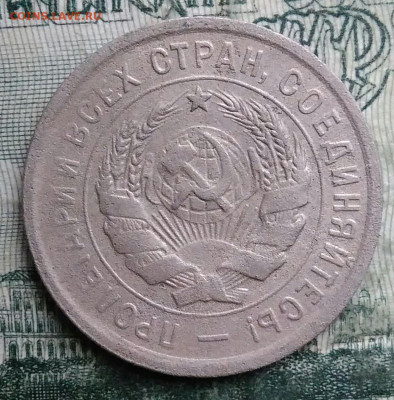 ПРОЛЕТАРИИ ВСЕХ СТРАН, СОЕДИНЯЙТЕСЬ! —